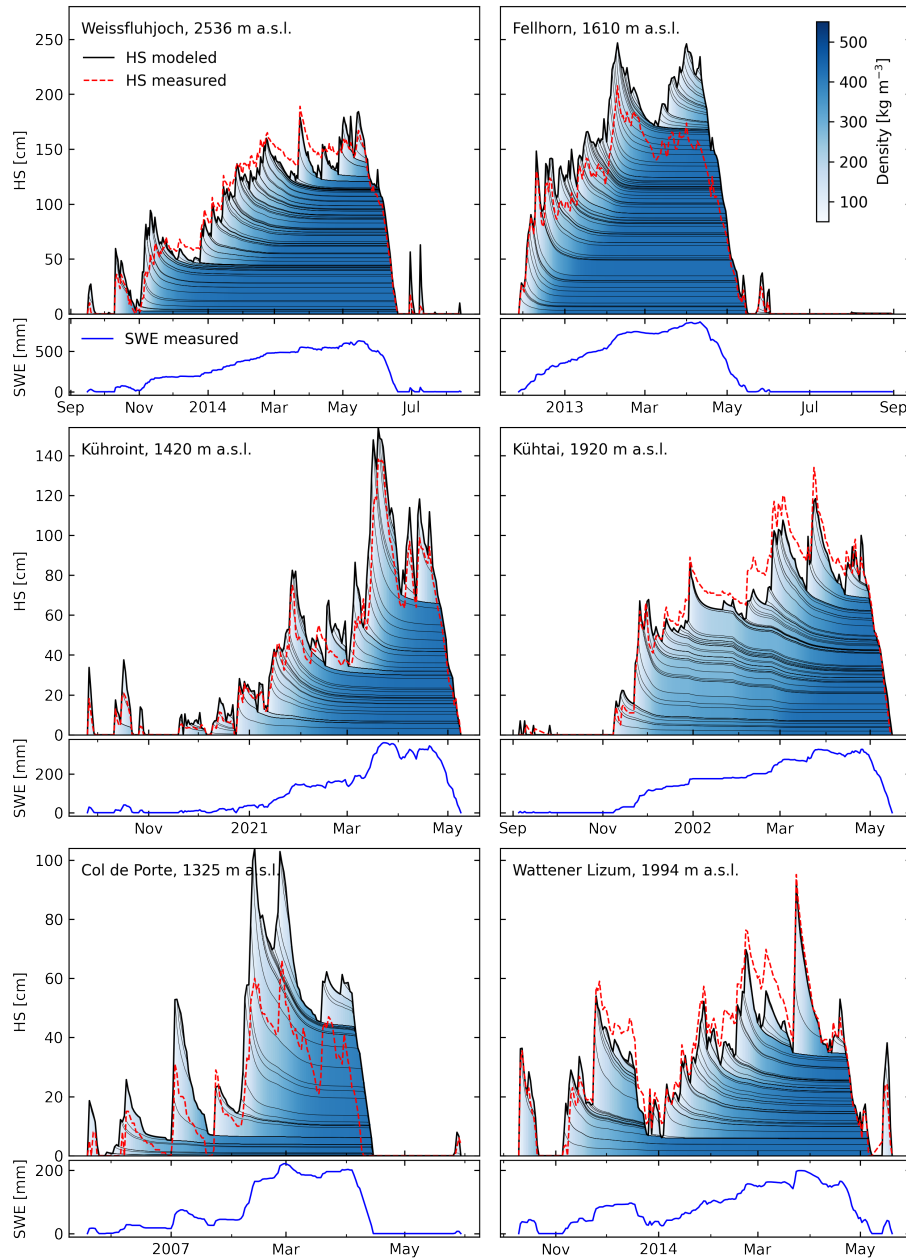 Weissfluhjoch, 2536 m a.s.l.
HS modeled
HS measured
HS [cm]
250
200
150
100
50
0
SWE measured
SWE [mm]
500
0
Sep Nov 2014 Mar May Jul
Fellhorn, 1610 m a.s.l.
500
400
300
200
100
Density [kg m⁻³]
2013 Mar May Jul Sep
Kühroint, 1420 m a.s.l.
HS [cm]
140
120
100
80
60
40
20
0
SWE [mm]
200
0
Nov 2021 Mar May
Kühtai, 1920 m a.s.l.
Sep Nov 2002 Mar May
Col de Porte, 1325 m a.s.l.
HS [cm]
100
80
60
40
20
0
SWE [mm]
200
0
2007 Mar May
Wattener Lizum, 1994 m a.s.l.
Nov 2014 Mar May